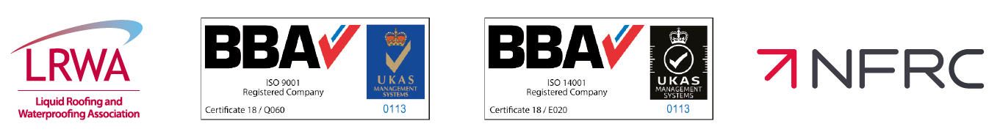 LRWA
Liquid Roofing and
Waterproofing Association
BBA
ISO 9001
Registered Company
Certificate 18 / Q060
UKAS
MANAGEMENT
SYSTEMS
0113
BBA
ISO 14001
Registered Company
Certificate 18 / E020
UKAS
MANAGEMENT
SYSTEMS
0113
NFRC